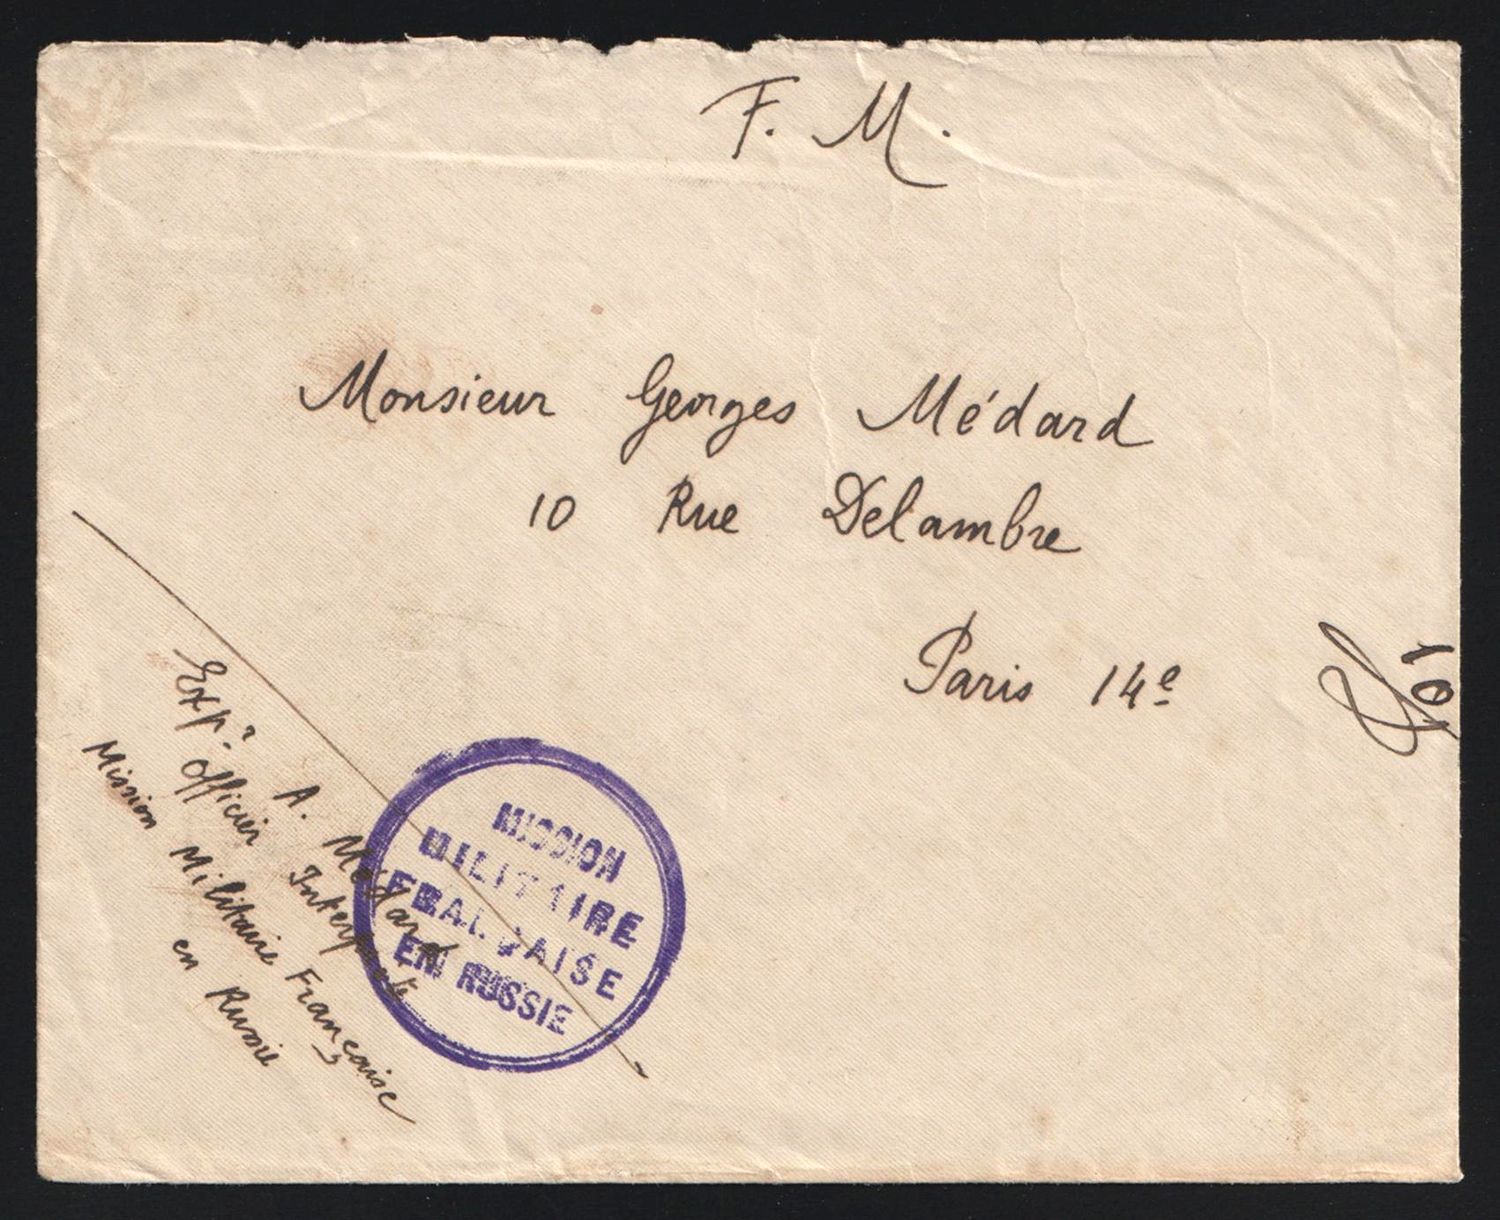 F. M.
Monsieur Georges Médard
10 Rue Delambre
Paris 14e
10
Expr
A. Médard
Officier Interprète
Mission Militaire Française
en Russie
MISSION
MILITAIRE
FRANÇAISE
EN RUSSIE